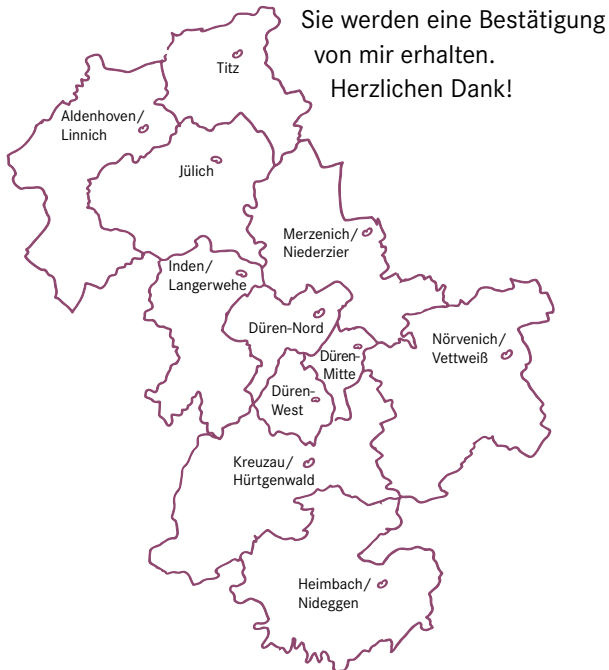 Sie werden eine Bestätigung
von mir erhalten.
Herzlichen Dank!
Titz
Aldenhoven/
Linnich
Jülich
Merzenich/
Niederzier
Inden/
Langerwehe
Düren-Nord
Nörvenich/
Vettweiß
Düren-
Mitte
Düren-
West
Kreuzau/
Hürtgenwald
Heimbach/
Nideggen